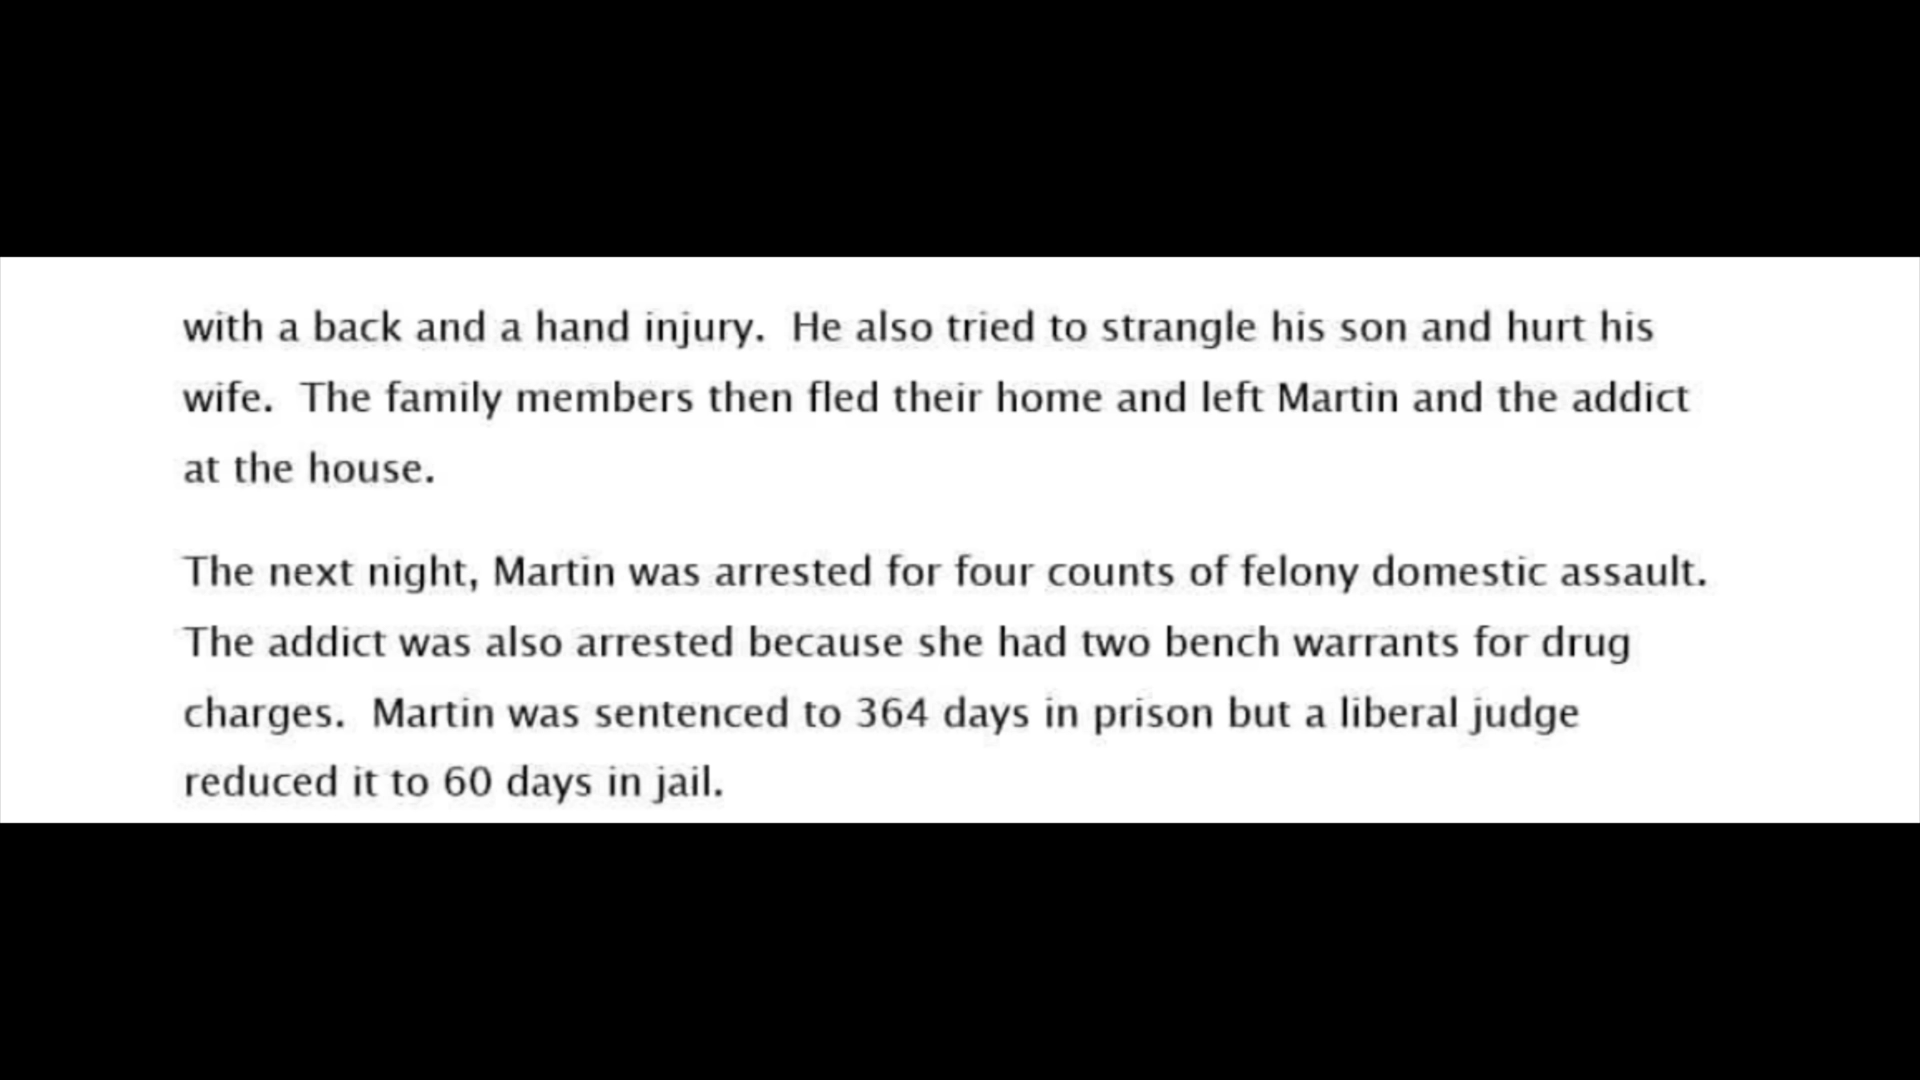 with a back and a hand injury.  He also tried to strangle his son and hurt his
wife.  The family members then fled their home and left Martin and the addict
at the house.
The next night, Martin was arrested for four counts of felony domestic assault.
The addict was also arrested because she had two bench warrants for drug
charges.  Martin was sentenced to 364 days in prison but a liberal judge
reduced it to 60 days in jail.